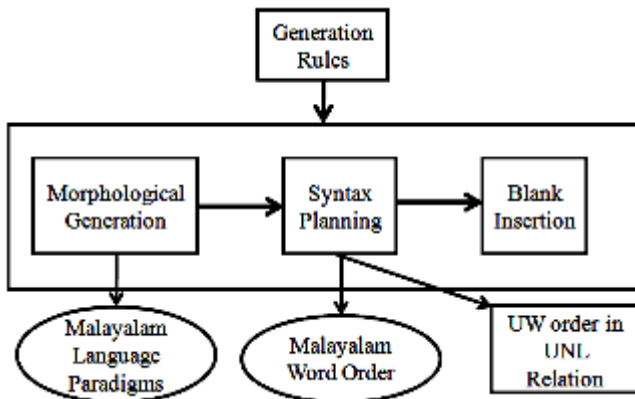 Generation
Rules
Morphological
Generation
Syntax
Planning
Blank
Insertion
Malayalam
Language
Paradigms
Malayalam
Word Order
UW order in
UNL
Relation